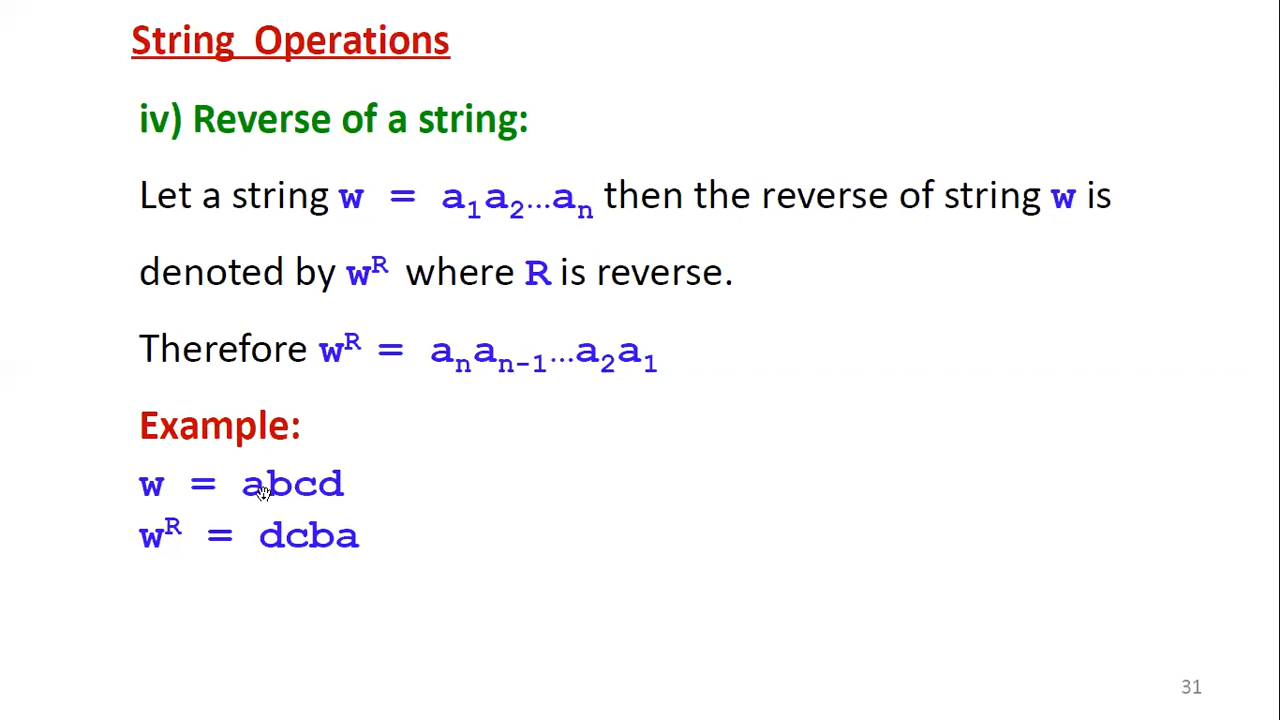 String Operations
iv) Reverse of a string:
Let a string w = a₁a₂…aₙ then the reverse of string w is
denoted by wᴿ where R is reverse.
Therefore wᴿ = aₙaₙ₋₁…a₂a₁
Example:
w = abcd
wᴿ = dcba
31